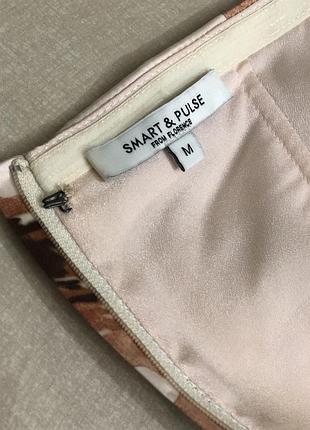 SMART & PULSE
FROM FLORENCE
M